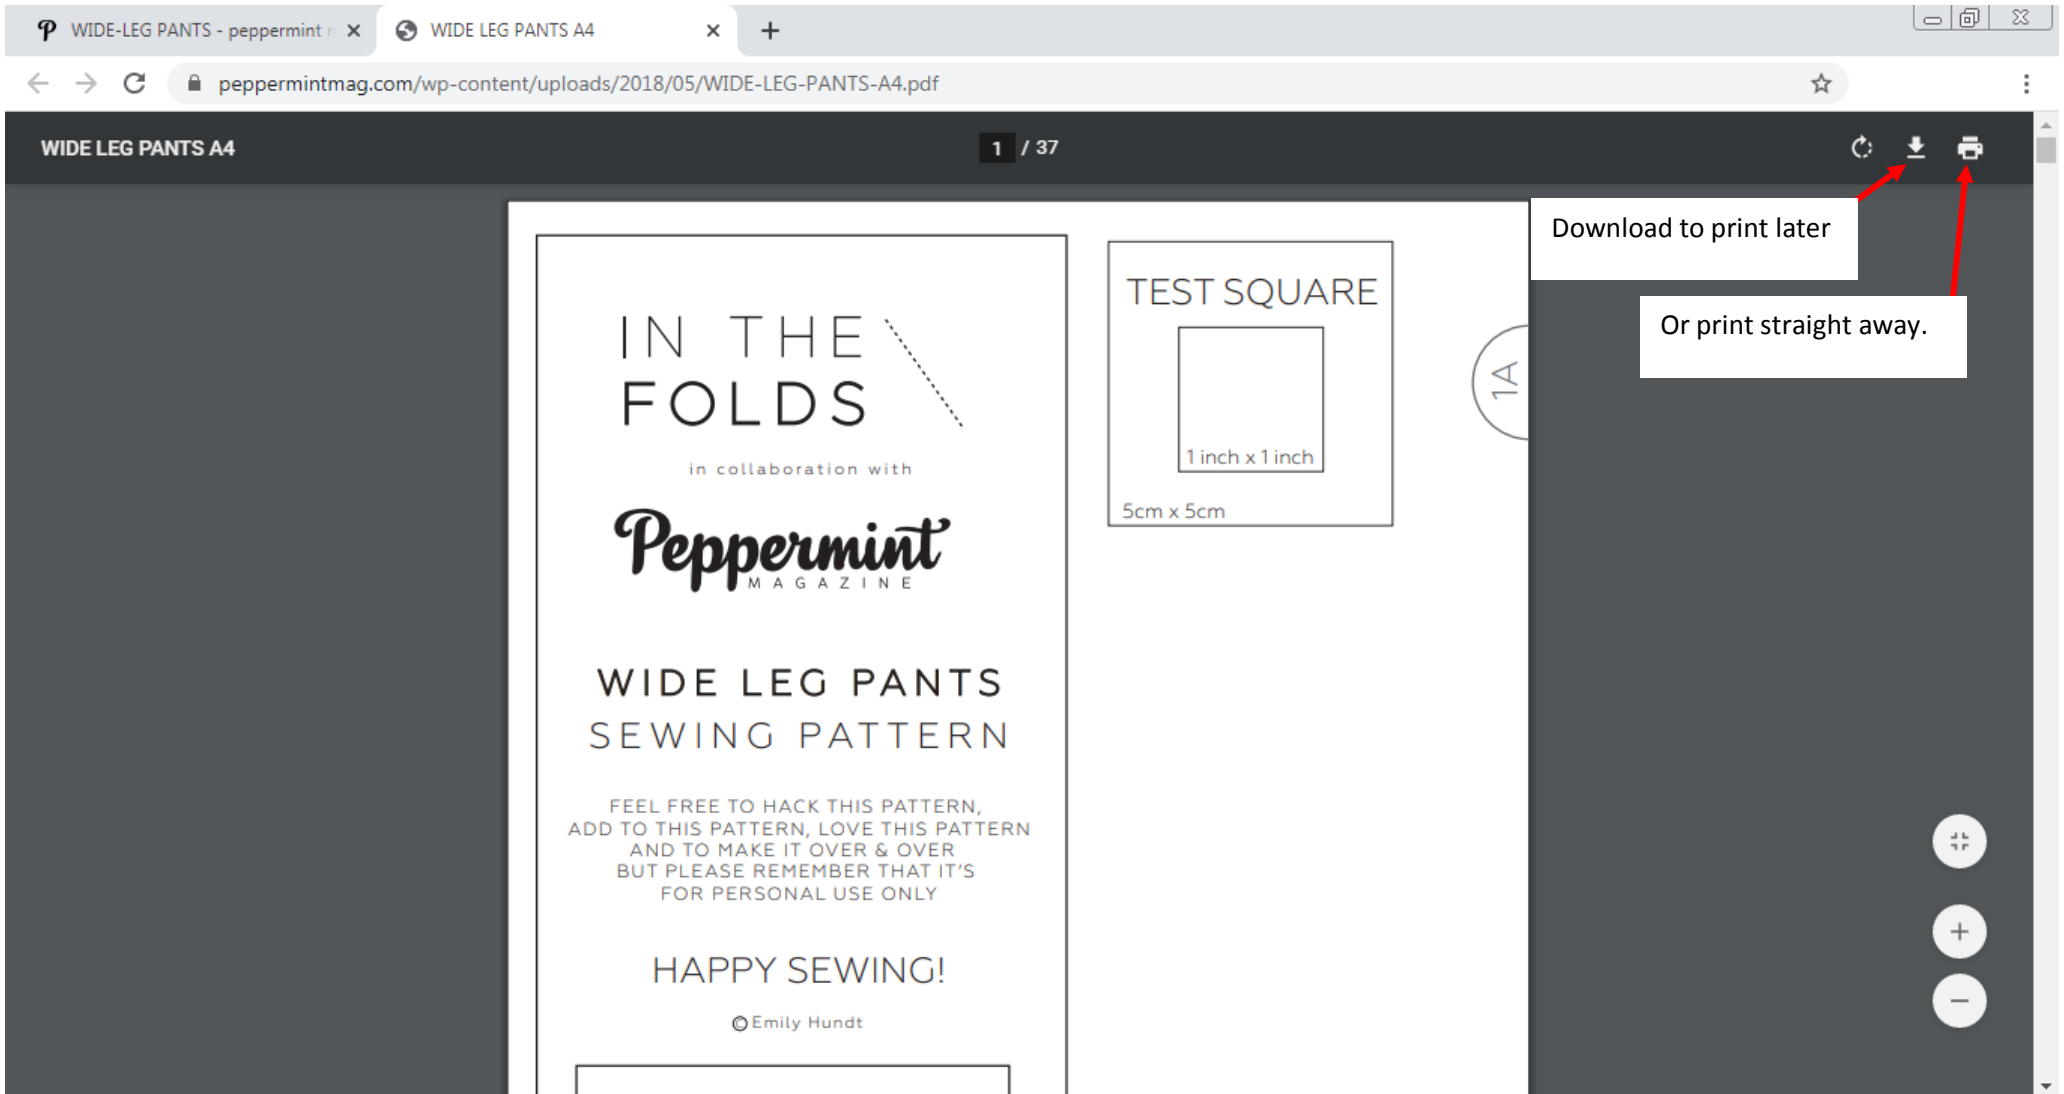 WIDE-LEG PANTS - peppermint
WIDE LEG PANTS A4
peppermintmag.com/wp-content/uploads/2018/05/WIDE-LEG-PANTS-A4.pdf
WIDE LEG PANTS A4
1 / 37
Download to print later
Or print straight away.
IN THE
FOLDS
in collaboration with
Peppermint
MAGAZINE
WIDE LEG PANTS
SEWING PATTERN
FEEL FREE TO HACK THIS PATTERN,
ADD TO THIS PATTERN, LOVE THIS PATTERN
AND TO MAKE IT OVER & OVER
BUT PLEASE REMEMBER THAT IT'S
FOR PERSONAL USE ONLY
HAPPY SEWING!
©Emily Hundt
TEST SQUARE
1 inch x 1 inch
5cm x 5cm
1A